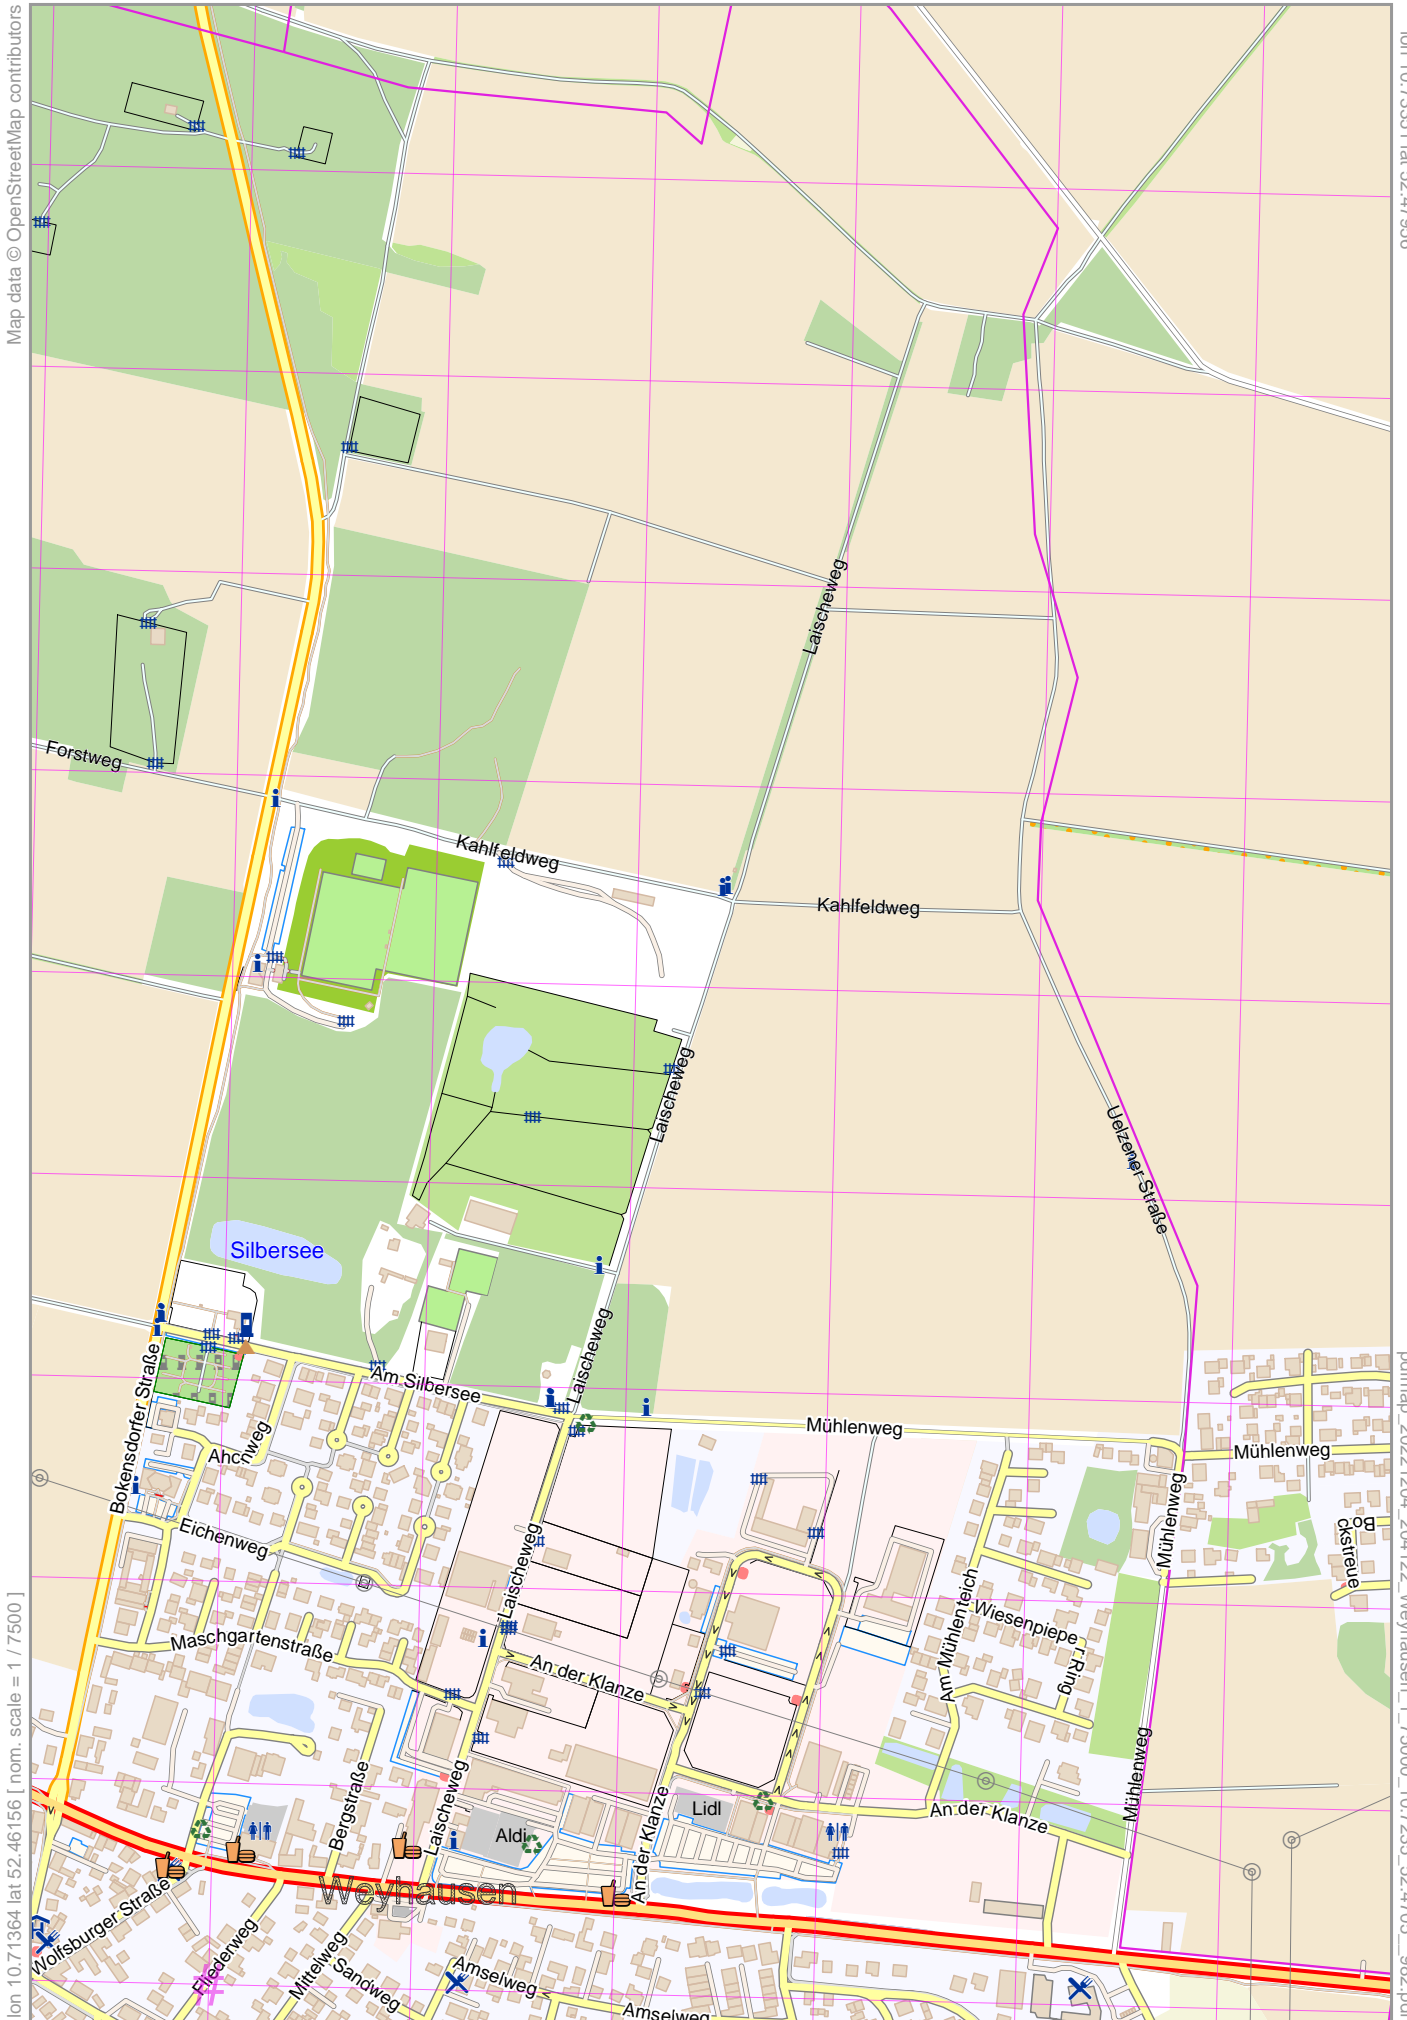 Map data © OpenStreetMap contributors
Forstweg
Kahlfeldweg
Kahlfeldweg
Laischeweg
Laischeweg
Uelzener Straße
Silbersee
Laischeweg
Am Silbersee
Bokensdorfer Straße
Mühlenweg
Mühlenweg
Mühlenweg
Eichenweg
Laischeweg
Am Mühlenteich
Wiesenpiepe
r Ring
Bo
ckstreue
Maschgartenstraße
An der Klanze
Mühlenweg
Bergstraße
Laischeweg
An der Klanze
Lidl
Aldi
An der Klanze
Weyhausen
Wolfsburger Straße
Fliederweg
Mittelweg
Sandweg
Amselweg
Amselweg
lon 10.71364 lat 52.46156 [ nom. scale = 1 / 7500 ]